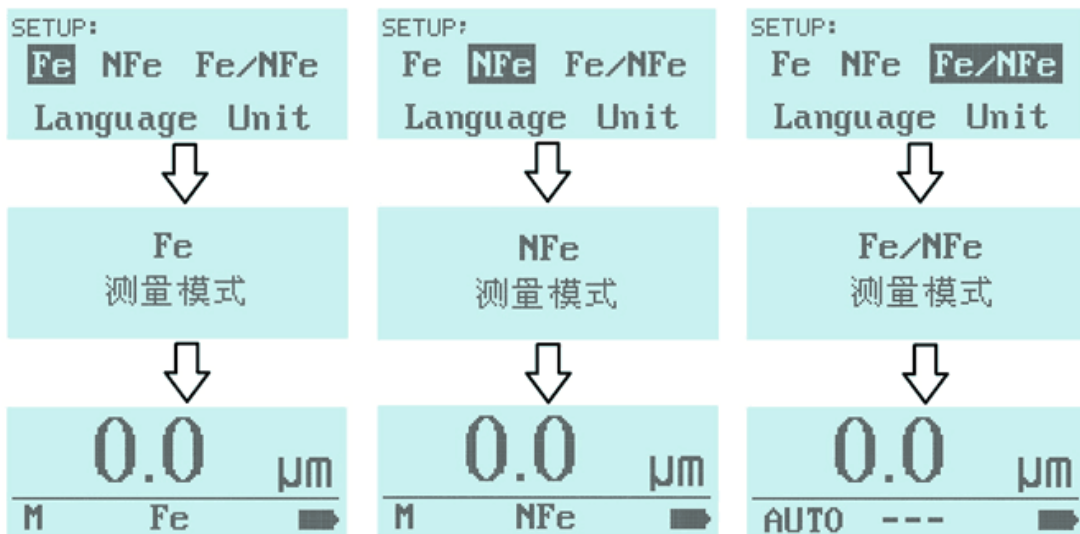 SETUP:
Fe NFe Fe/NFe
Language Unit
Fe
测量模式
0.0 μm
M Fe
SETUP:
Fe NFe Fe/NFe
Language Unit
NFe
测量模式
0.0 μm
M NFe
SETUP:
Fe NFe Fe/NFe
Language Unit
Fe/NFe
测量模式
0.0 μm
AUTO ---